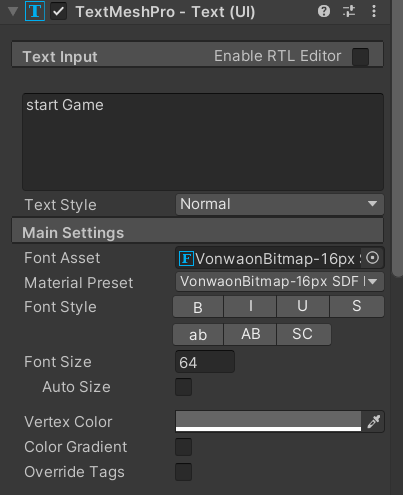 TextMeshPro - Text (UI)
Text Input Enable RTL Editor
start Game
Text Style Normal
Main Settings
Font Asset F VonwaonBitmap-16px
Material Preset VonwaonBitmap-16px SDF
Font Style B I U S
ab AB SC
Font Size 64
Auto Size
Vertex Color
Color Gradient
Override Tags